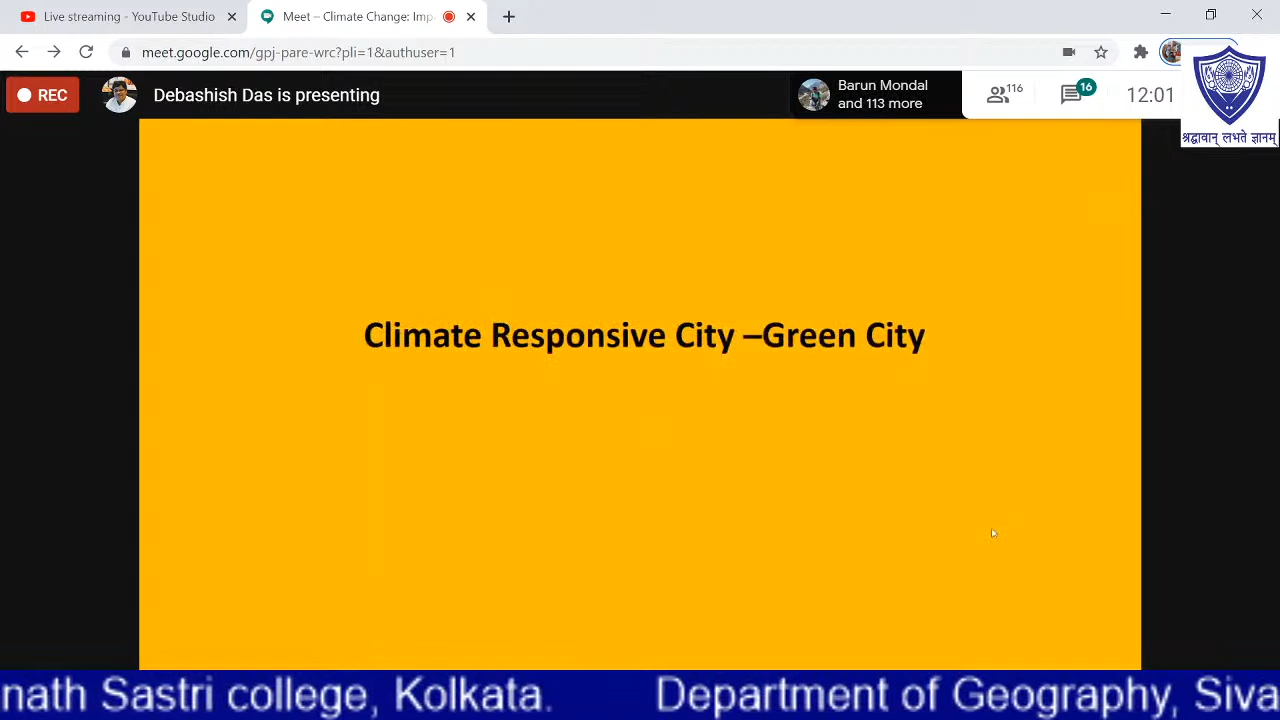 Live streaming - YouTube Studio
Meet – Climate Change: Imp
meet.google.com/gpj-pare-wrc?pli=1&authuser=1
REC
Debashish Das is presenting
Barun Mondal
and 113 more
116
16
12:01
श्रद्धावान् लभते ज्ञानम्
Climate Responsive City –Green City
nath Sastri college, Kolkata. Department of Geography, Siva